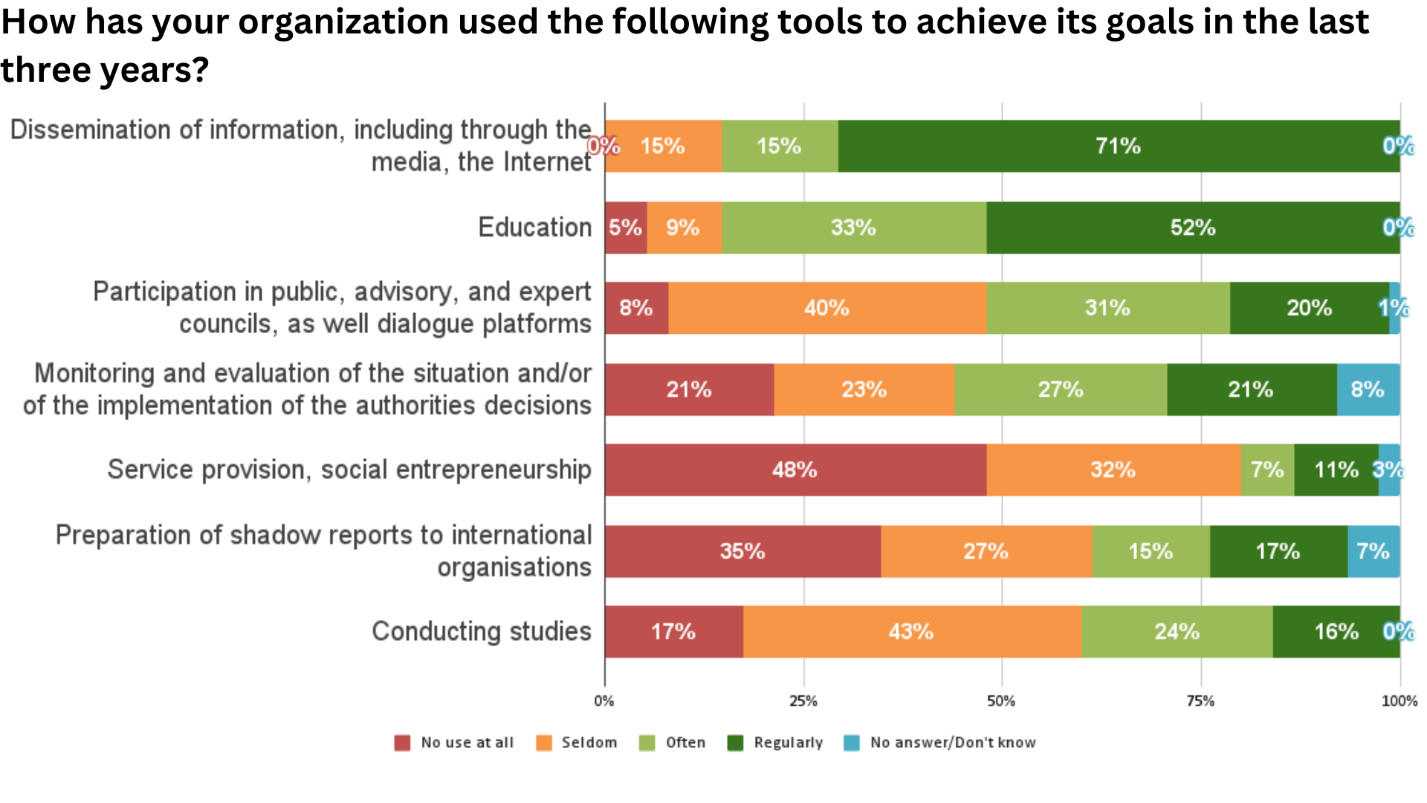 How has your organization used the following tools to achieve its goals in the last
three years?
Dissemination of information, including through the
media, the Internet
0% 15% 15% 71% 0%
Education
5% 9% 33% 52% 0%
Participation in public, advisory, and expert
councils, as well dialogue platforms
8% 40% 31% 20% 1%
Monitoring and evaluation of the situation and/or
of the implementation of the authorities decisions
21% 23% 27% 21% 8%
Service provision, social entrepreneurship
48% 32% 7% 11% 3%
Preparation of shadow reports to international
organisations
35% 27% 15% 17% 7%
Conducting studies
17% 43% 24% 16% 0%
0% 25% 50% 75% 100%
No use at all Seldom Often Regularly No answer/Don't know